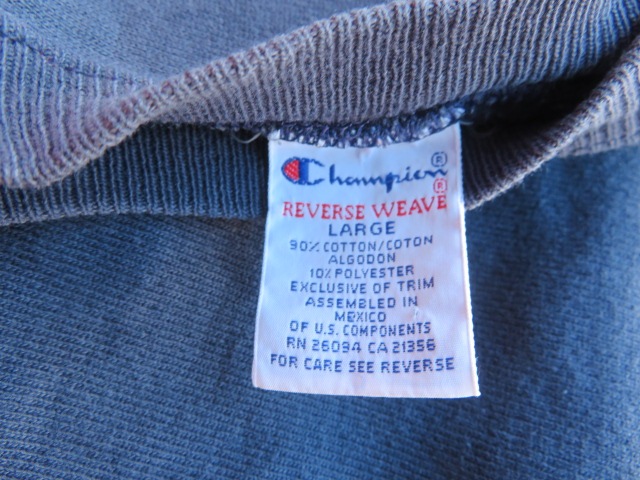 Champion®
REVERSE WEAVE®
LARGE
90% COTTON/COTON
ALGODON
10% POLYESTER
EXCLUSIVE OF TRIM
ASSEMBLED IN
MEXICO
OF U.S. COMPONENTS
RN 26094 CA 21356
FOR CARE SEE REVERSE